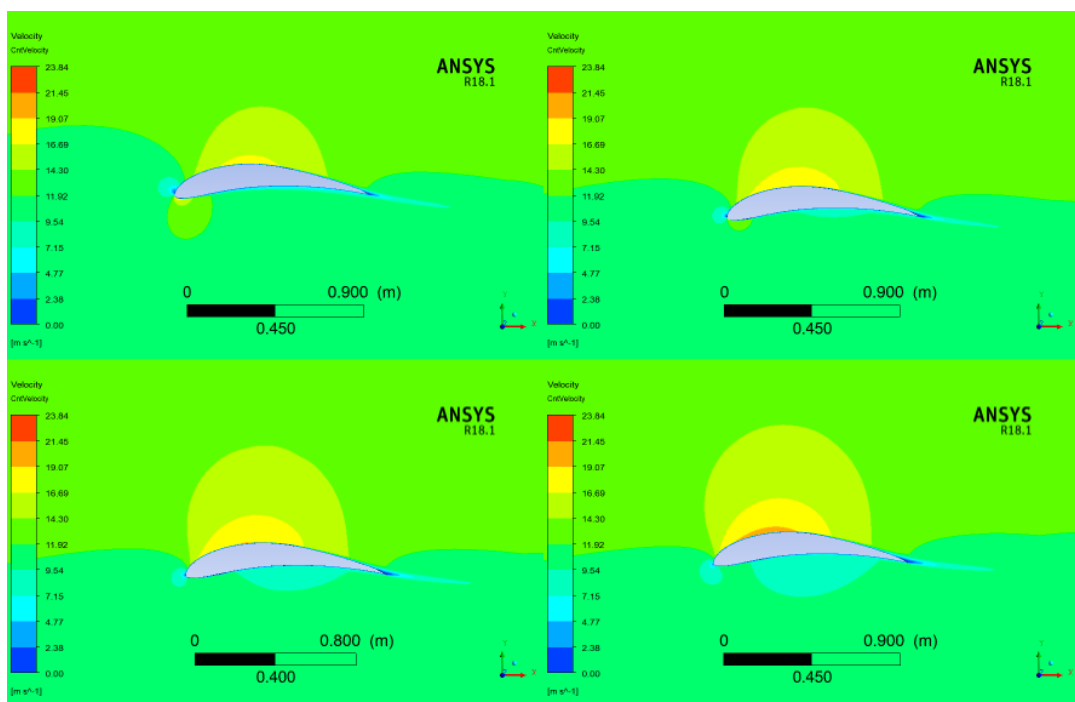 Velocity
CntVelocity
23.84
21.45
19.07
16.69
14.30
11.92
9.54
7.15
4.77
2.38
0.00
[m s^-1]
ANSYS
R18.1
0 0.900 (m)
0.450
Y
X
Velocity
CntVelocity
23.84
21.45
19.07
16.69
14.30
11.92
9.54
7.15
4.77
2.38
0.00
[m s^-1]
ANSYS
R18.1
0 0.900 (m)
0.450
Y
X
Velocity
CntVelocity
23.84
21.45
19.07
16.69
14.30
11.92
9.54
7.15
4.77
2.38
0.00
[m s^-1]
ANSYS
R18.1
0 0.800 (m)
0.400
Y
X
Velocity
CntVelocity
23.84
21.45
19.07
16.69
14.30
11.92
9.54
7.15
4.77
2.38
0.00
[m s^-1]
ANSYS
R18.1
0 0.900 (m)
0.450
Y
X